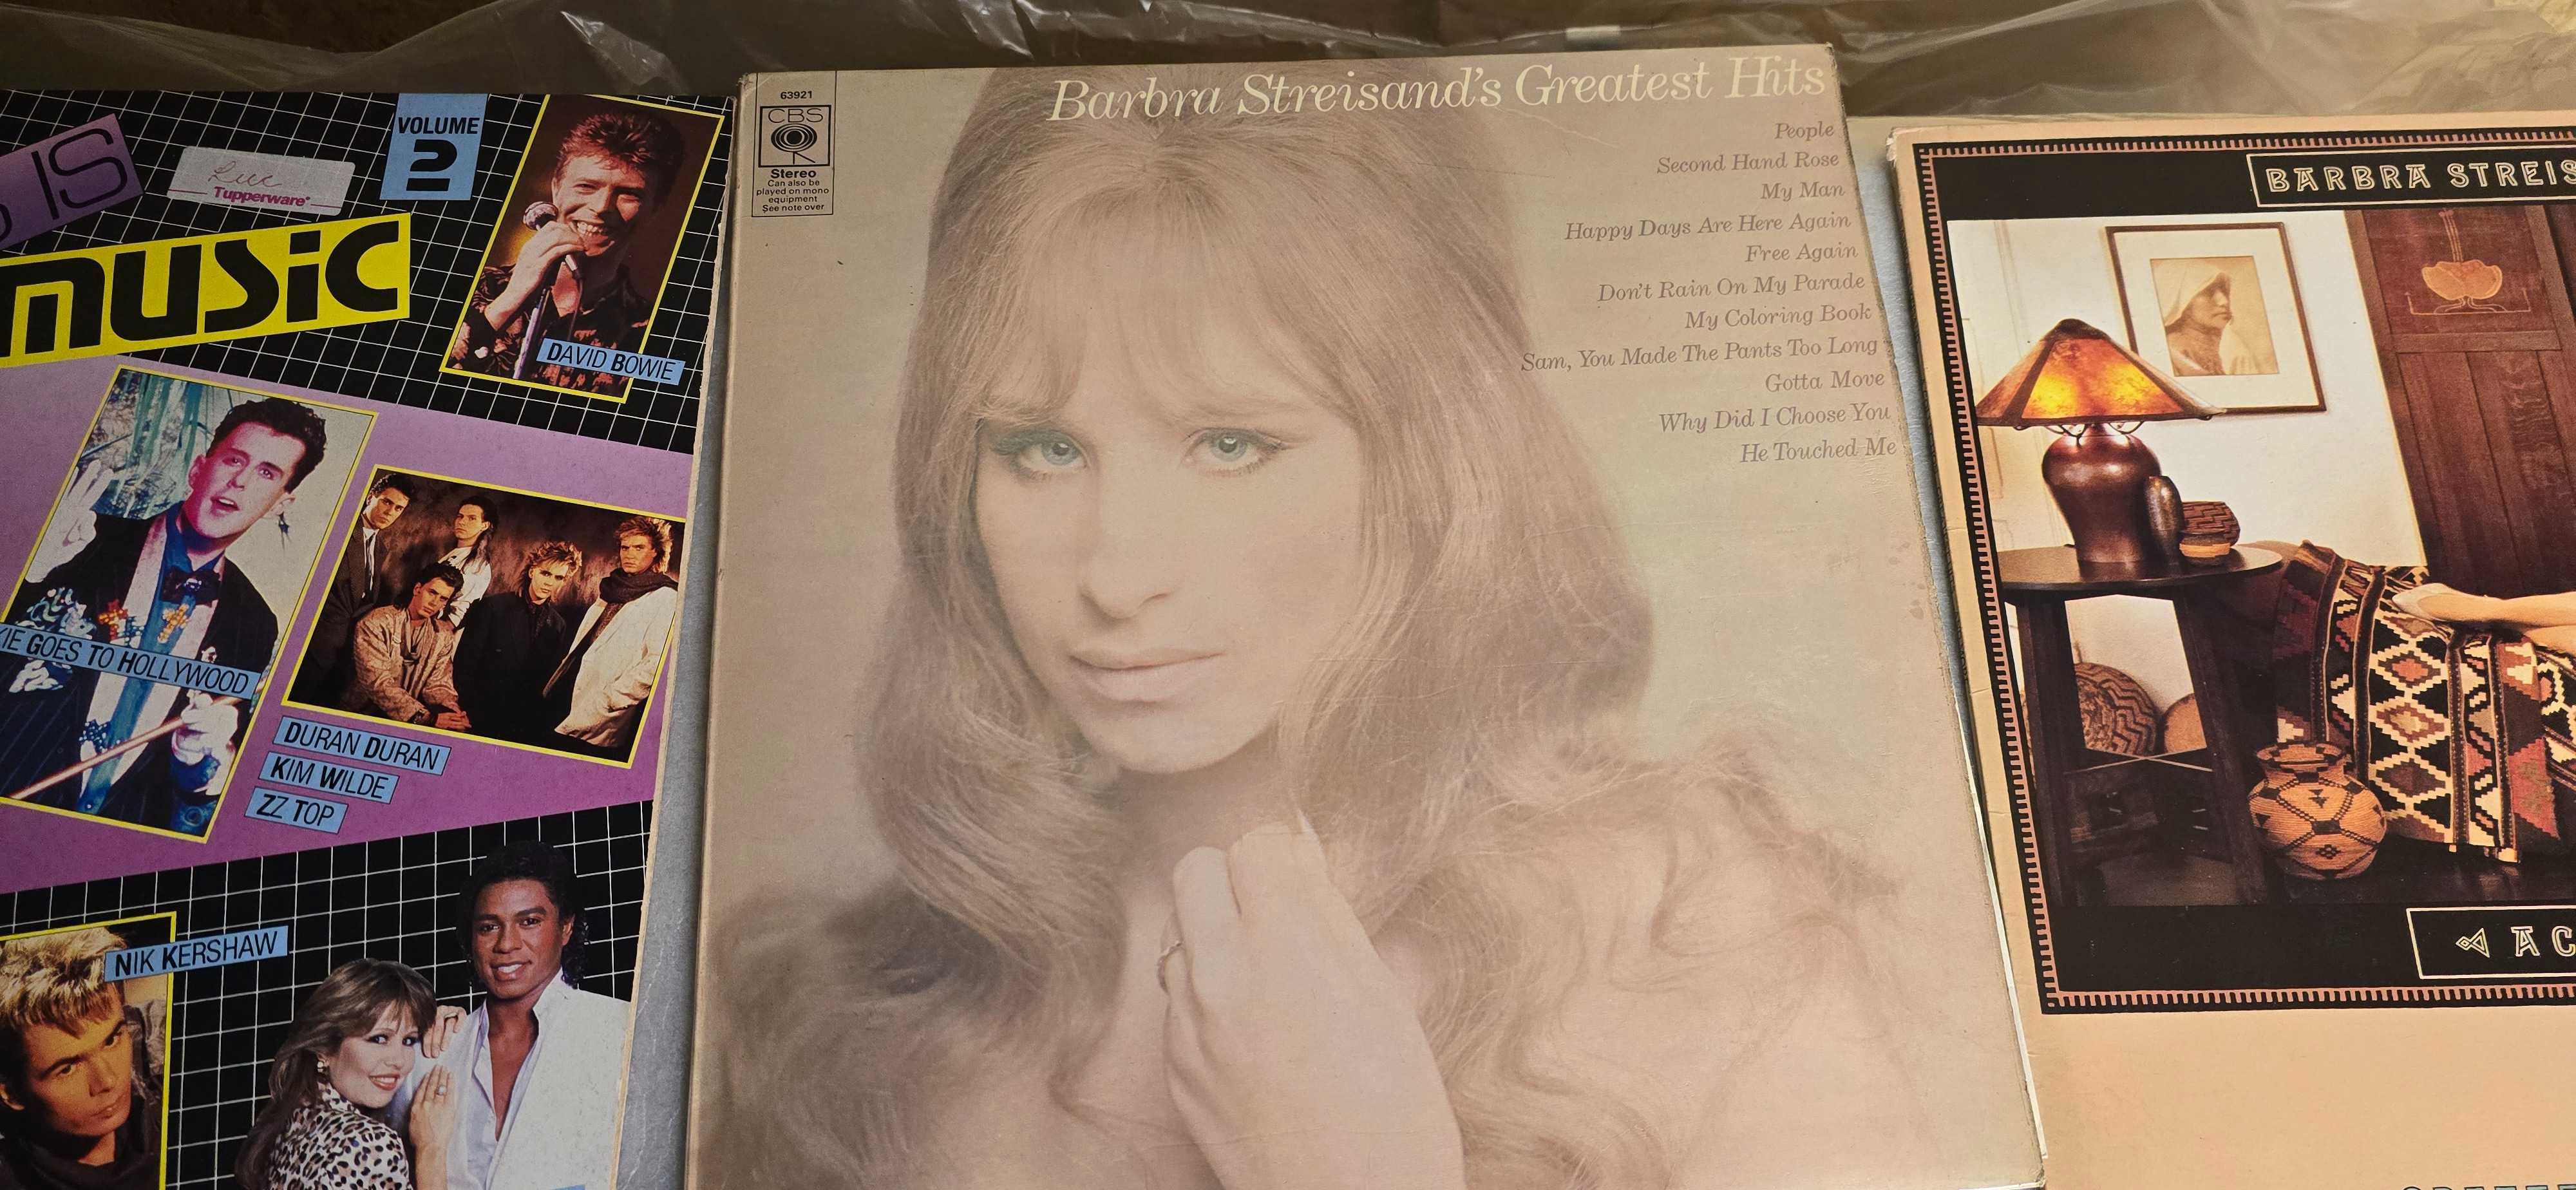 IS
Luc
Tupperware
VOLUME
2
MUSIC
DAVID BOWIE
GOES TO HOLLYWOOD
DURAN DURAN
KIM WILDE
ZZ TOP
NIK KERSHAW
63921
CBS
Stereo
Can also be
played on mono
equipment
See note over
Barbra Streisand's Greatest Hits
People
Second Hand Rose
My Man
Happy Days Are Here Again
Free Again
Don't Rain On My Parade
My Coloring Book
Sam, You Made The Pants Too Long
Gotta Move
Why Did I Choose You
He Touched Me
BARBRA STREIS
A C